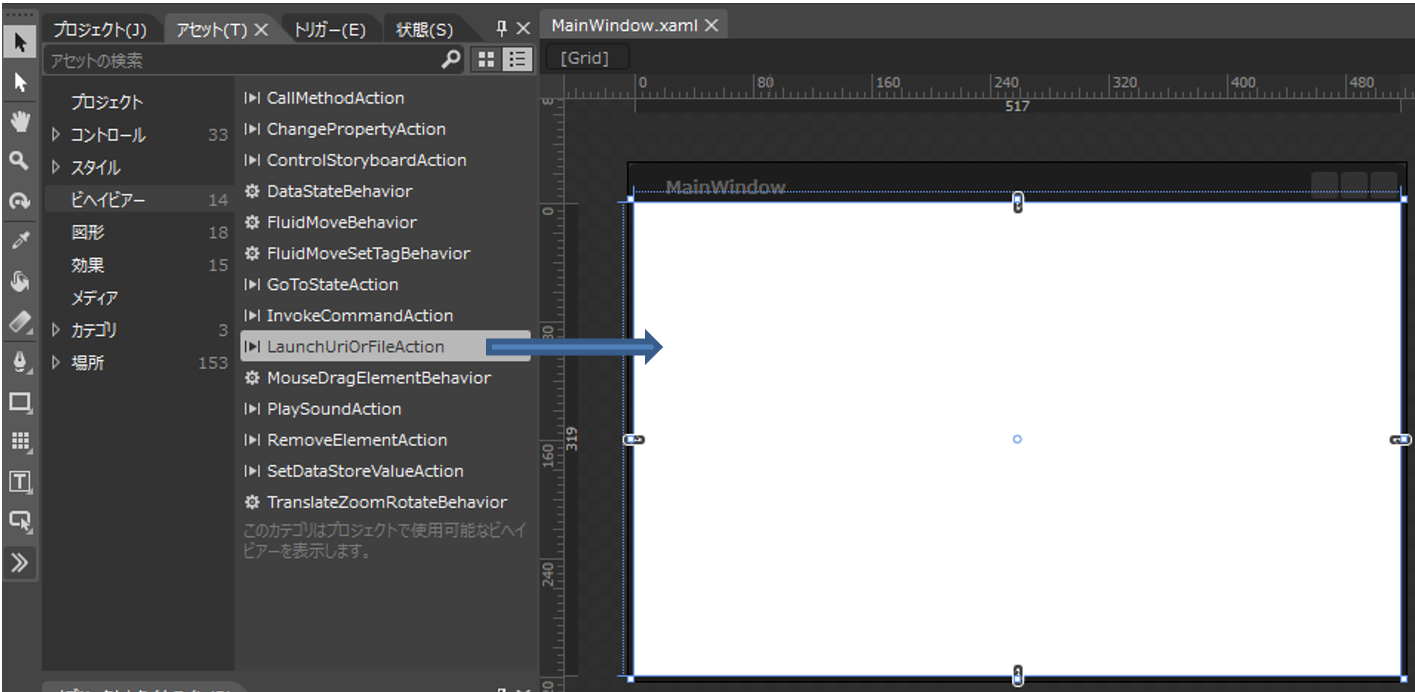 プロジェクト(J)
アセット(T)
トリガー(E)
状態(S)
MainWindow.xaml
アセットの検索
[Grid]
プロジェクト
コントロール 33
スタイル
ビヘイビアー 14
図形 18
効果 15
メディア
カテゴリ 3
場所 153
CallMethodAction
ChangePropertyAction
ControlStoryboardAction
DataStateBehavior
FluidMoveBehavior
FluidMoveSetTagBehavior
GoToStateAction
InvokeCommandAction
LaunchUriOrFileAction
MouseDragElementBehavior
PlaySoundAction
RemoveElementAction
SetDataStoreValueAction
TranslateZoomRotateBehavior
このカテゴリはプロジェクトで使用可能なビヘイ
ビアーを表示します。
0 80 160 240 320 400 480
517
MainWindow
0
80
319
160
240